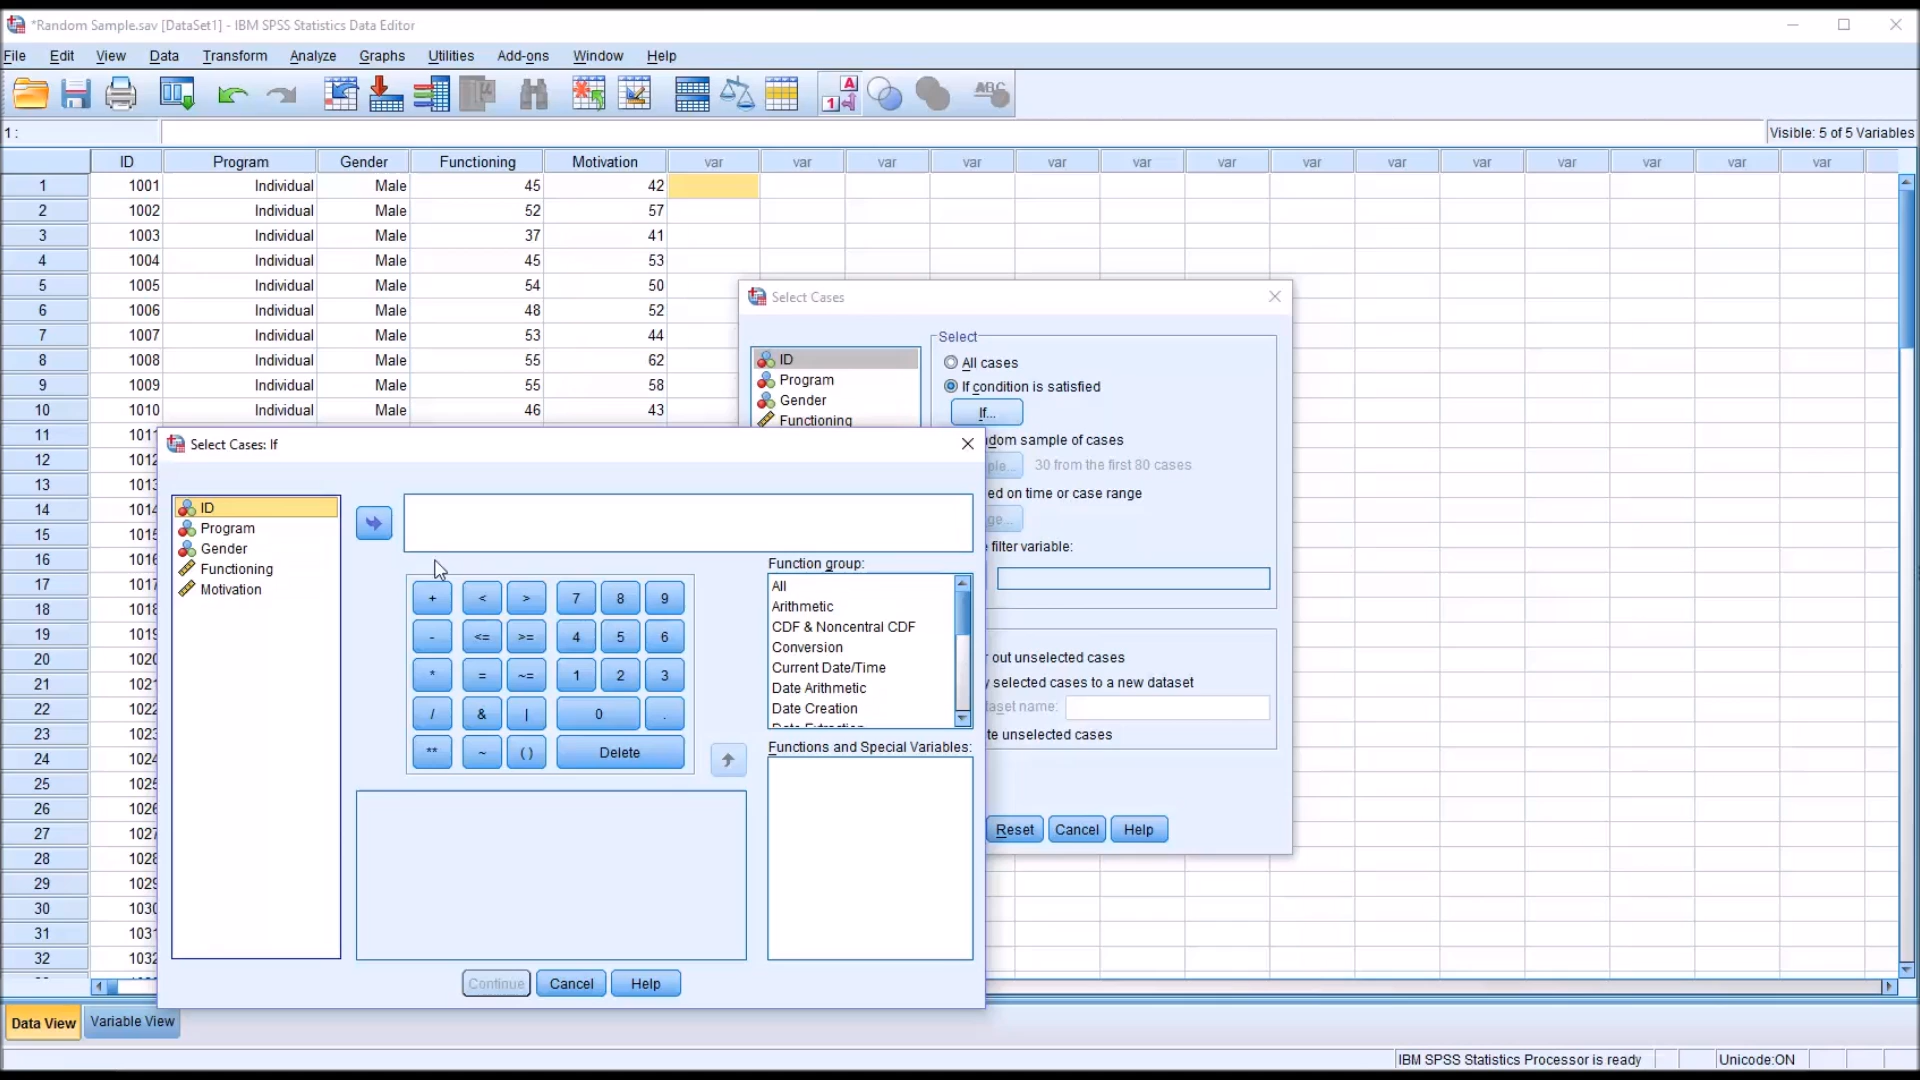 *Random Sample.sav [DataSet1] - IBM SPSS Statistics Data Editor
File Edit View Data Transform Analyze Graphs Utilities Add-ons Window Help
1 :
Visible: 5 of 5 Variables
ID Program Gender Functioning Motivation var var var var var var var var var var var var var var
1 1001 Individual Male 45 42
2 1002 Individual Male 52 57
3 1003 Individual Male 37 41
4 1004 Individual Male 45 53
5 1005 Individual Male 54 50
6 1006 Individual Male 48 52
7 1007 Individual Male 53 44
8 1008 Individual Male 55 62
9 1009 Individual Male 55 58
10 1010 Individual Male 46 43
11
12
13
14
15
16
17
18
19
20
21
22
23
24
25
26
27
28
29
30
31
32
Select Cases
ID
Program
Gender
Functioning
Select
All cases
If condition is satisfied
If...
dom sample of cases
30 from the first 80 cases
ed on time or case range
filter variable:
out unselected cases
selected cases to a new dataset
taset name:
te unselected cases
Reset Cancel Help
Select Cases: If
ID
Program
Gender
Functioning
Motivation
+ < > 7 8 9
- <= >= 4 5 6
* = ~= 1 2 3
/ & | 0 .
** ~ ( ) Delete
Function group:
All
Arithmetic
CDF & Noncentral CDF
Conversion
Current Date/Time
Date Arithmetic
Date Creation
Functions and Special Variables:
Continue Cancel Help
Data View Variable View
IBM SPSS Statistics Processor is ready Unicode:ON